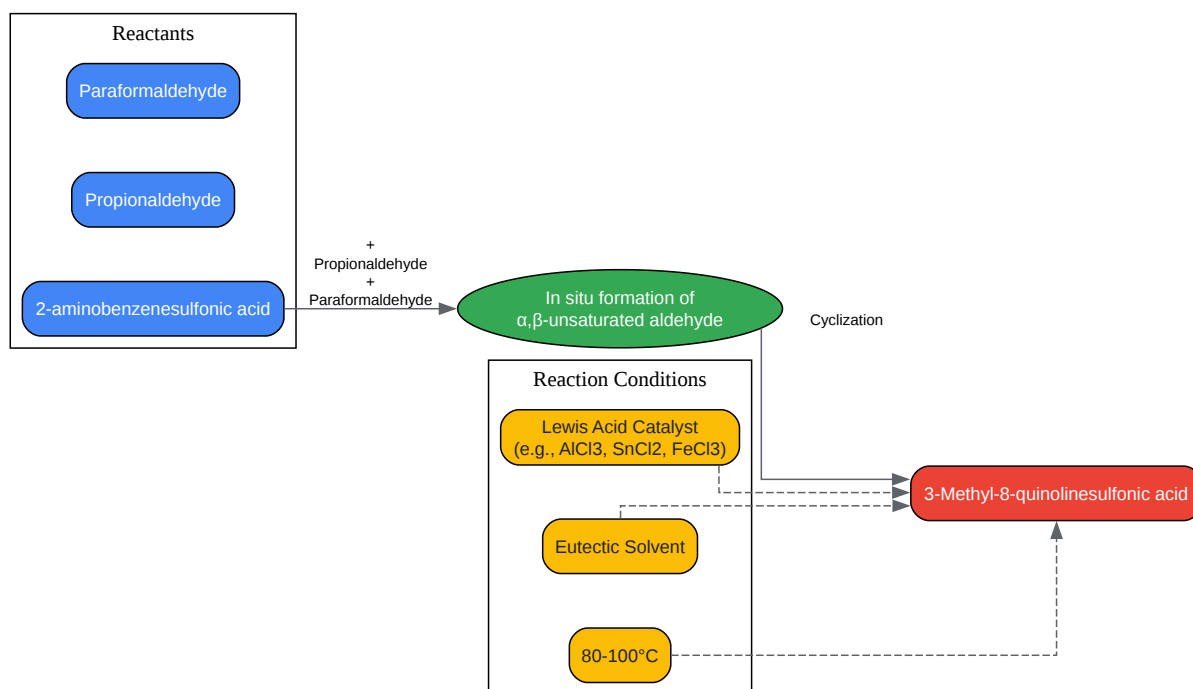 Reactants
Paraformaldehyde
Propionaldehyde
2-aminobenzenesulfonic acid
+
Propionaldehyde
+
Paraformaldehyde
In situ formation of
α,β-unsaturated aldehyde
Cyclization
Reaction Conditions
Lewis Acid Catalyst
(e.g., AlCl3, SnCl2, FeCl3)
Eutectic Solvent
80-100°C
3-Methyl-8-quinolinesulfonic acid